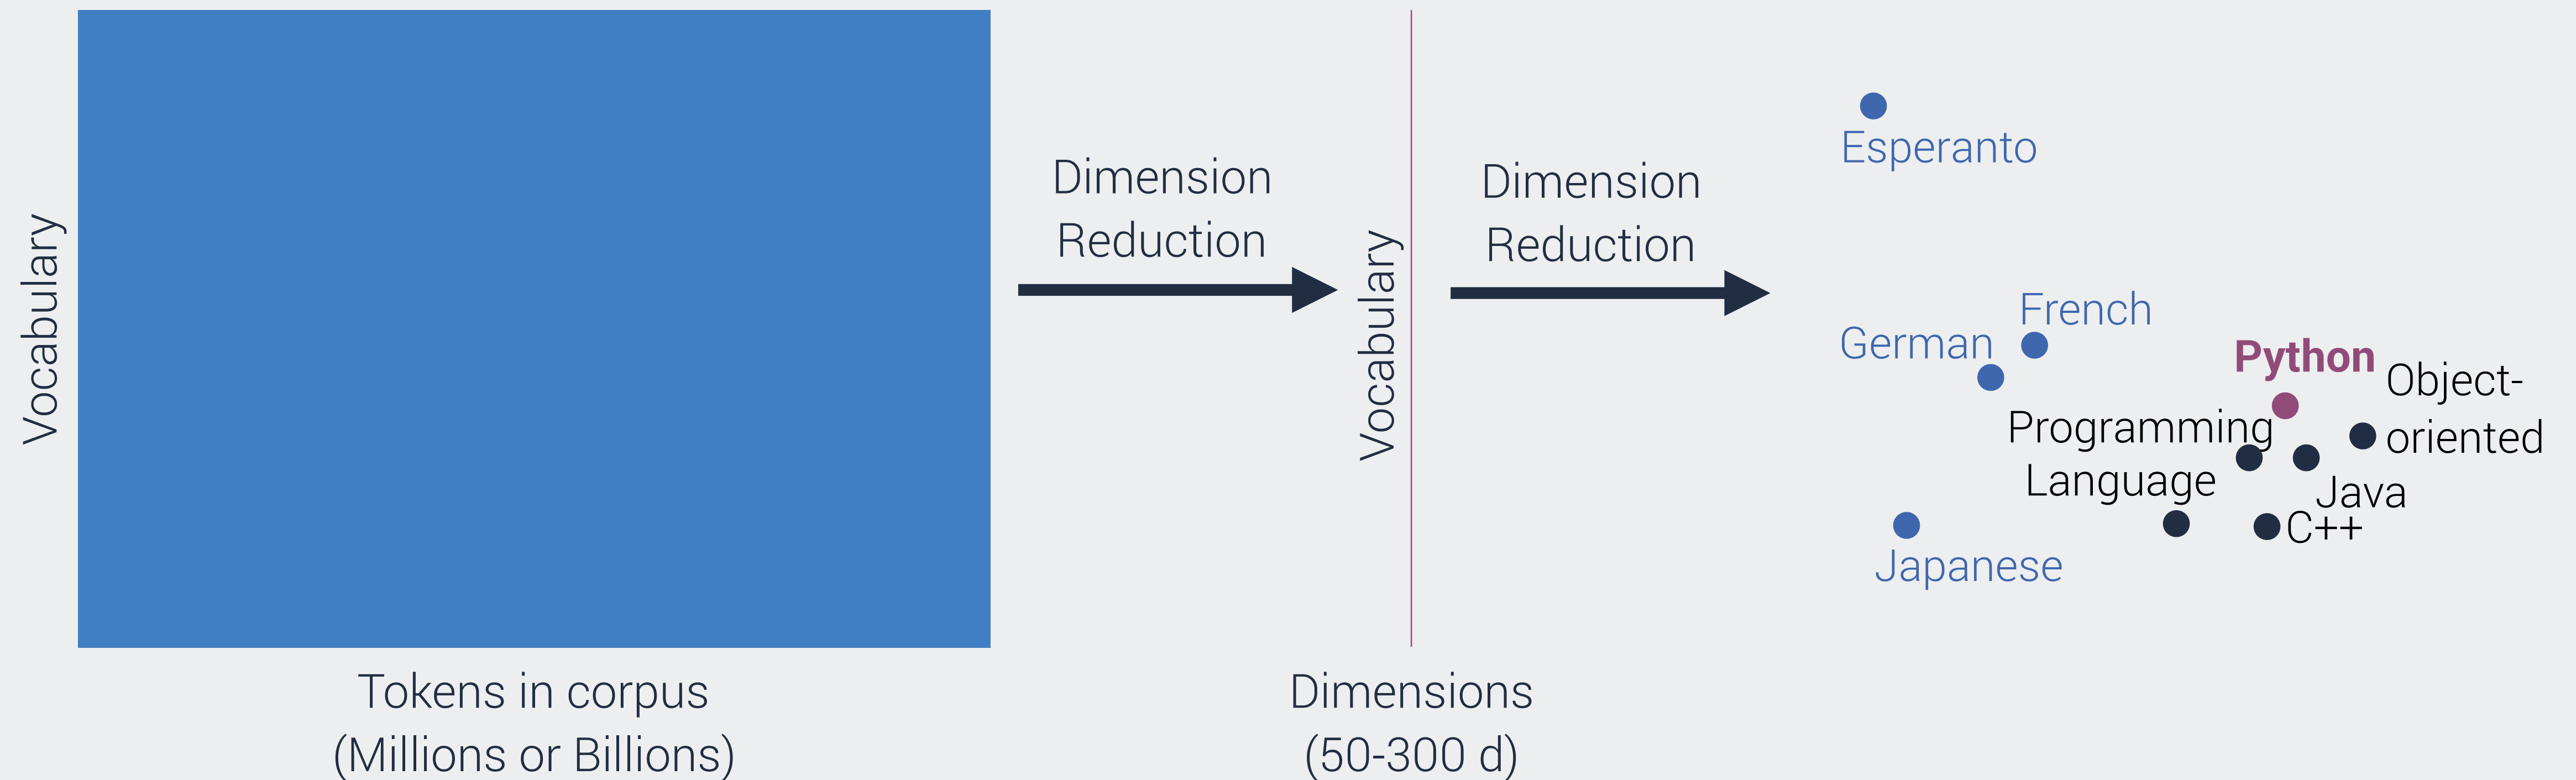 Vocabulary
Tokens in corpus
(Millions or Billions)
Dimension
Reduction
Vocabulary
Dimensions
(50-300 d)
Dimension
Reduction
Esperanto
French
German
Python
Object-
oriented
Programming
Language
Java
C++
Japanese